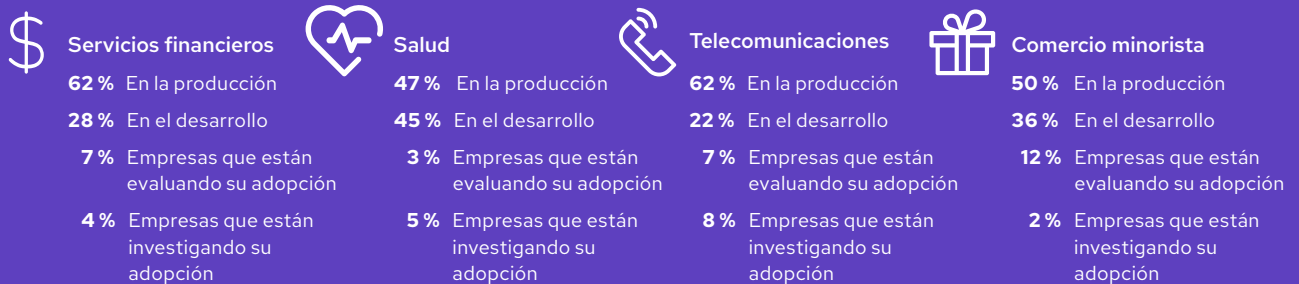 Servicios financieros
62 % En la producción
28 % En el desarrollo
7 % Empresas que están
evaluando su adopción
4 % Empresas que están
investigando su
adopción
Salud
47 % En la producción
45 % En el desarrollo
3 % Empresas que están
evaluando su adopción
5 % Empresas que están
investigando su
adopción
Telecomunicaciones
62 % En la producción
22 % En el desarrollo
7 % Empresas que están
evaluando su adopción
8 % Empresas que están
investigando su
adopción
Comercio minorista
50 % En la producción
36 % En el desarrollo
12 % Empresas que están
evaluando su adopción
2 % Empresas que están
investigando su
adopción